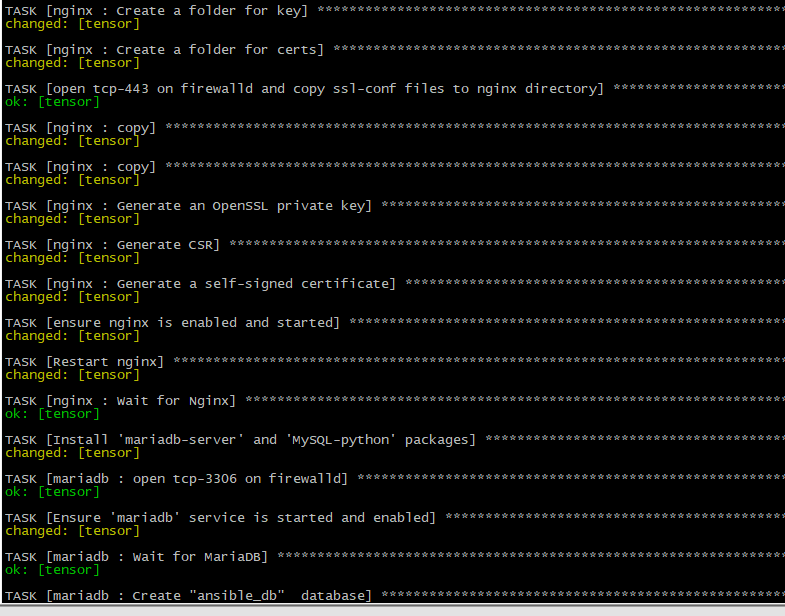 TASK [nginx : Create a folder for key] ***********************************************************
changed: [tensor]
TASK [nginx : Create a folder for certs] *********************************************************
changed: [tensor]
TASK [open tcp-443 on firewalld and copy ssl-conf files to nginx directory] **********************
ok: [tensor]
TASK [nginx : copy] ******************************************************************************
changed: [tensor]
TASK [nginx : copy] ******************************************************************************
changed: [tensor]
TASK [nginx : Generate an OpenSSL private key] ***************************************************
changed: [tensor]
TASK [nginx : Generate CSR] **********************************************************************
changed: [tensor]
TASK [nginx : Generate a self-signed certificate] ************************************************
changed: [tensor]
TASK [ensure nginx is enabled and started] *******************************************************
changed: [tensor]
TASK [Restart nginx] *****************************************************************************
changed: [tensor]
TASK [nginx : Wait for Nginx] ********************************************************************
ok: [tensor]
TASK [Install 'mariadb-server' and 'MySQL-python' packages] **************************************
changed: [tensor]
TASK [mariadb : open tcp-3306 on firewalld] ******************************************************
ok: [tensor]
TASK [Ensure 'mariadb' service is started and enabled] *******************************************
changed: [tensor]
TASK [mariadb : Wait for MariaDB] ****************************************************************
ok: [tensor]
TASK [mariadb : Create "ansible_db"  database] ***************************************************